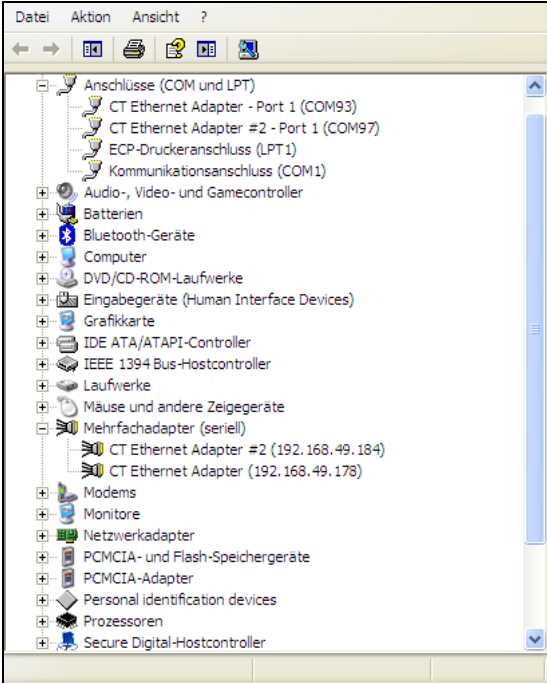 Datei Aktion Ansicht ?
Anschlüsse (COM und LPT)
CT Ethernet Adapter - Port 1 (COM93)
CT Ethernet Adapter #2 - Port 1 (COM97)
ECP-Druckeranschluss (LPT1)
Kommunikationsanschluss (COM1)
Audio-, Video- und Gamecontroller
Batterien
Bluetooth-Geräte
Computer
DVD/CD-ROM-Laufwerke
Eingabegeräte (Human Interface Devices)
Grafikkarte
IDE ATA/ATAPI-Controller
IEEE 1394 Bus-Hostcontroller
Laufwerke
Mäuse und andere Zeigegeräte
Mehrfachadapter (seriell)
CT Ethernet Adapter #2 (192.168.49.184)
CT Ethernet Adapter (192.168.49.178)
Modems
Monitore
Netzwerkadapter
PCMCIA- und Flash-Speichergeräte
PCMCIA-Adapter
Personal identification devices
Prozessoren
Secure Digital-Hostcontroller